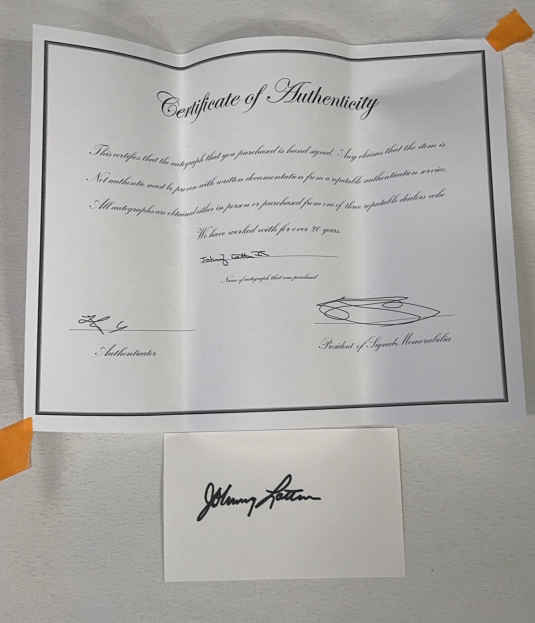 Certificate of Authenticity
This certifies that the autograph that you purchased is hand signed. Any claims that the item is
Not authentic must be proven with written documentation from a reputable authentication service.
All autographs are obtained either in person or purchased from one of three reputable dealers who
We have worked with for over 20 years.
Johnny
Name of autograph that was purchased
Authenticator
President of Signed Memorabilia
Johnny Lattner